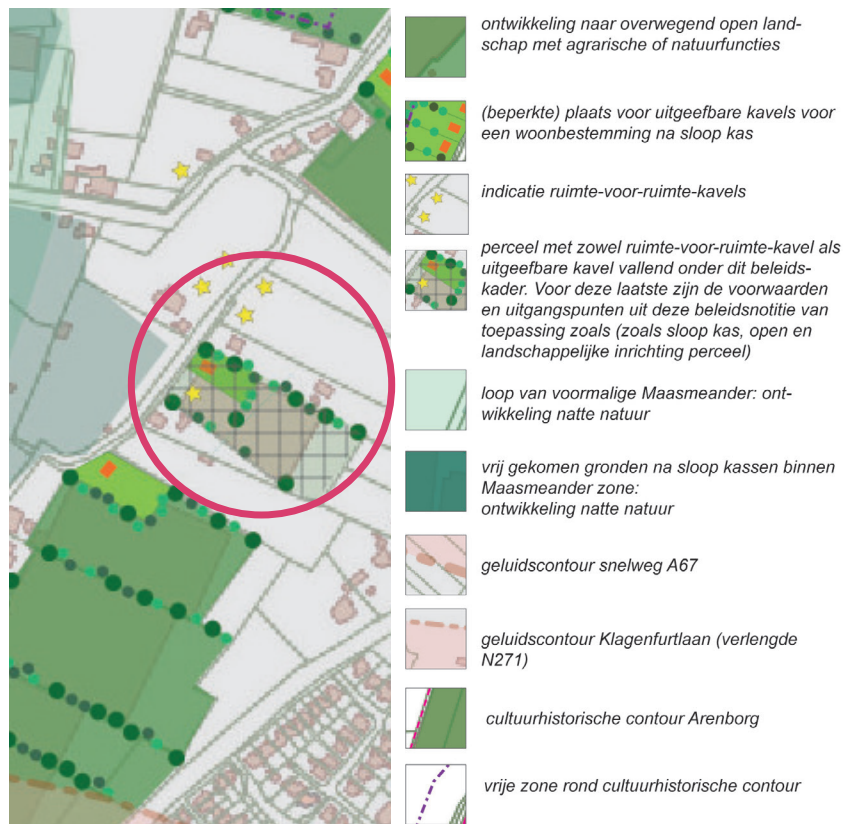 ontwikkeling naar overwegend open land-
schap met agrarische of natuurfuncties
(beperkte) plaats voor uitgeefbare kavels voor
een woonbestemming na sloop kas
indicatie ruimte-voor-ruimte-kavels
perceel met zowel ruimte-voor-ruimte-kavel als
uitgeefbare kavel vallend onder dit beleids-
kader. Voor deze laatste zijn de voorwaarden
en uitgangspunten uit deze beleidsnotitie van
toepassing zoals (zoals sloop kas, open en
landschappelijke inrichting perceel)
loop van voormalige Maasmeander: ont-
wikkeling natte natuur
vrij gekomen gronden na sloop kassen binnen
Maasmeander zone:
ontwikkeling natte natuur
geluidscontour snelweg A67
geluidscontour Klagenfurtlaan (verlengde
N271)
cultuurhistorische contour Arenborg
vrije zone rond cultuurhistorische contour